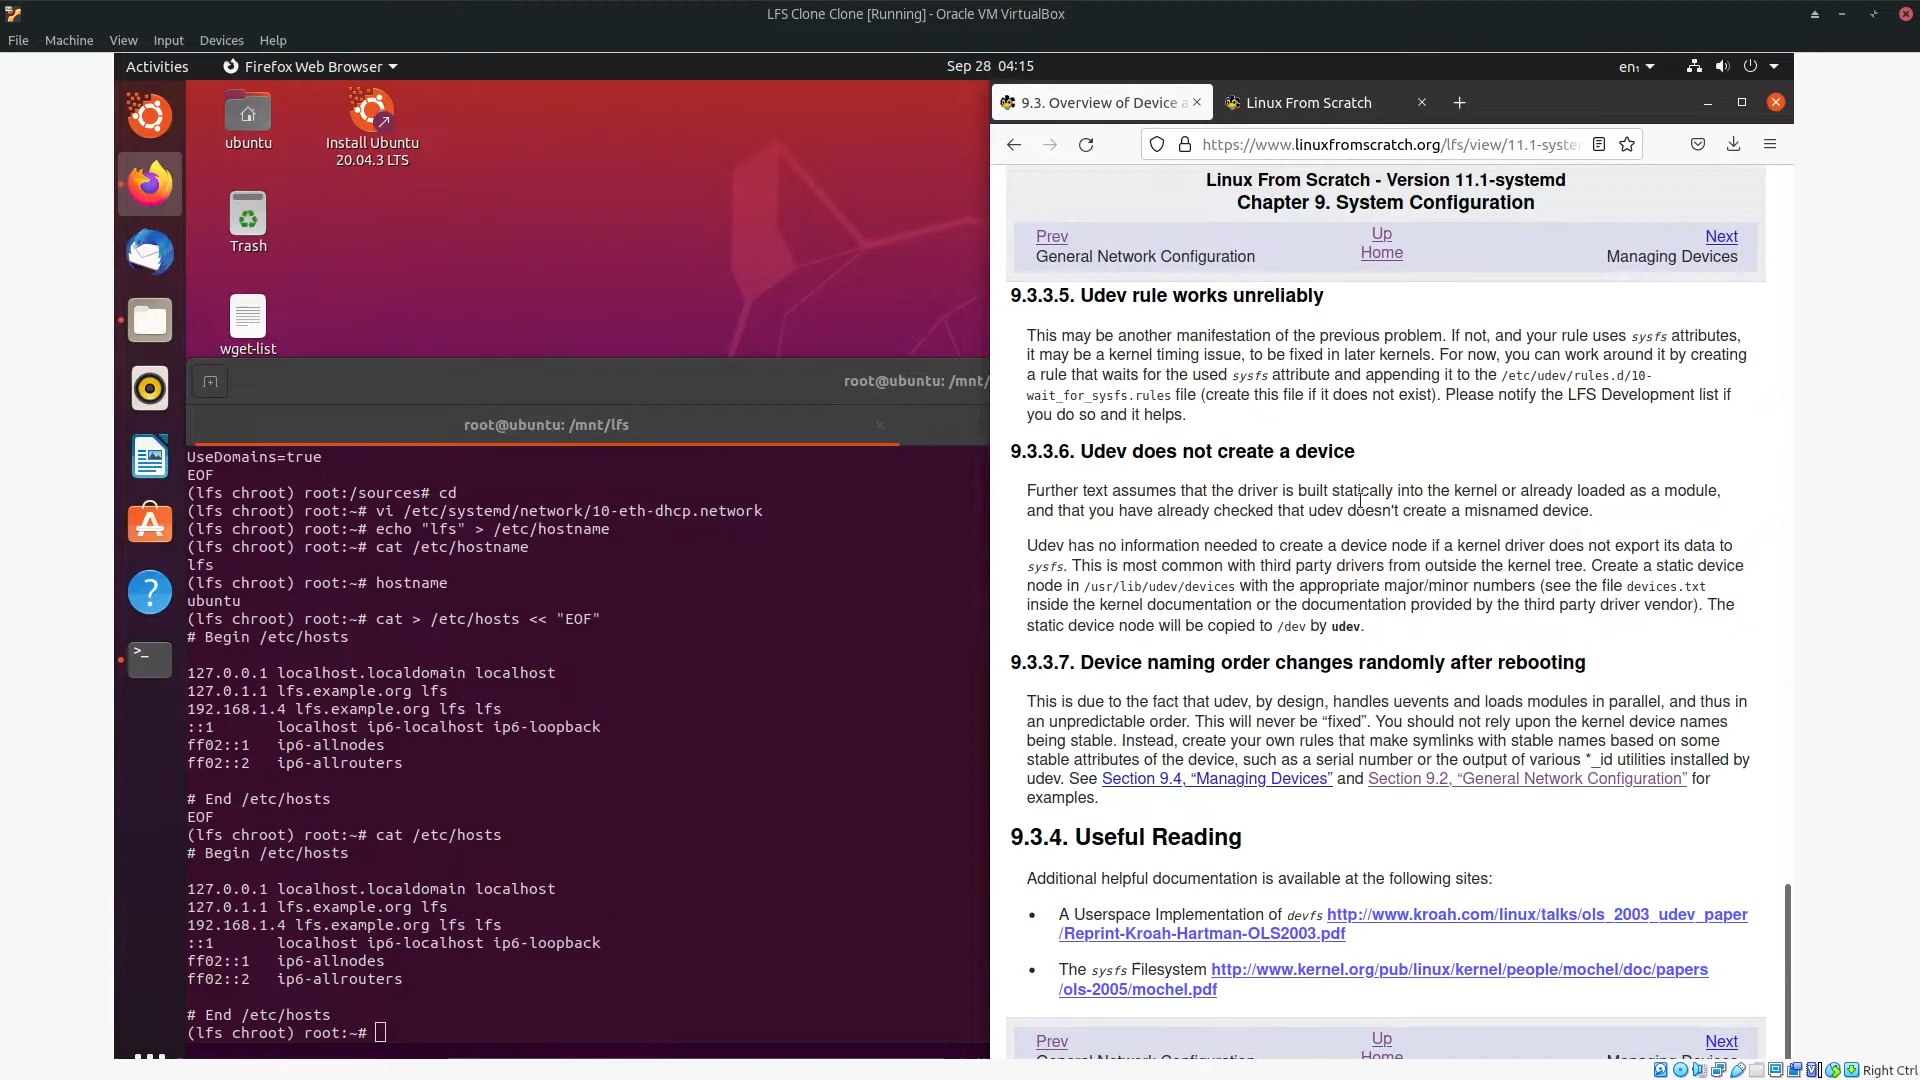 LFS Clone Clone [Running] - Oracle VM VirtualBox
File Machine View Input Devices Help
Activities Firefox Web Browser Sep 28 04:15 en₁
ubuntu
Install Ubuntu
20.04.3 LTS
Trash
wget-list
root@ubuntu: /mnt/
root@ubuntu: /mnt/lfs
UseDomains=true
EOF
(lfs chroot) root:/sources# cd
(lfs chroot) root:~# vi /etc/systemd/network/10-eth-dhcp.network
(lfs chroot) root:~# echo "lfs" > /etc/hostname
(lfs chroot) root:~# cat /etc/hostname
lfs
(lfs chroot) root:~# hostname
ubuntu
(lfs chroot) root:~# cat > /etc/hosts << "EOF"
# Begin /etc/hosts
127.0.0.1 localhost.localdomain localhost
127.0.1.1 lfs.example.org lfs
192.168.1.4 lfs.example.org lfs lfs
::1 localhost ip6-localhost ip6-loopback
ff02::1 ip6-allnodes
ff02::2 ip6-allrouters
# End /etc/hosts
EOF
(lfs chroot) root:~# cat /etc/hosts
# Begin /etc/hosts
127.0.0.1 localhost.localdomain localhost
127.0.1.1 lfs.example.org lfs
192.168.1.4 lfs.example.org lfs lfs
::1 localhost ip6-localhost ip6-loopback
ff02::1 ip6-allnodes
ff02::2 ip6-allrouters
# End /etc/hosts
(lfs chroot) root:~#
9.3. Overview of Device a
Linux From Scratch
https://www.linuxfromscratch.org/lfs/view/11.1-syste
Linux From Scratch - Version 11.1-systemd
Chapter 9. System Configuration
Prev Up Next
General Network Configuration Home Managing Devices
9.3.3.5. Udev rule works unreliably
This may be another manifestation of the previous problem. If not, and your rule uses sysfs attributes,
it may be a kernel timing issue, to be fixed in later kernels. For now, you can work around it by creating
a rule that waits for the used sysfs attribute and appending it to the /etc/udev/rules.d/10-
wait_for_sysfs.rules file (create this file if it does not exist). Please notify the LFS Development list if
you do so and it helps.
9.3.3.6. Udev does not create a device
Further text assumes that the driver is built statically into the kernel or already loaded as a module,
and that you have already checked that udev doesn't create a misnamed device.
Udev has no information needed to create a device node if a kernel driver does not export its data to
sysfs. This is most common with third party drivers from outside the kernel tree. Create a static device
node in /usr/lib/udev/devices with the appropriate major/minor numbers (see the file devices.txt
inside the kernel documentation or the documentation provided by the third party driver vendor). The
static device node will be copied to /dev by udev.
9.3.3.7. Device naming order changes randomly after rebooting
This is due to the fact that udev, by design, handles uevents and loads modules in parallel, and thus in
an unpredictable order. This will never be “fixed”. You should not rely upon the kernel device names
being stable. Instead, create your own rules that make symlinks with stable names based on some
stable attributes of the device, such as a serial number or the output of various *_id utilities installed by
udev. See Section 9.4, “Managing Devices” and Section 9.2, “General Network Configuration” for
examples.
9.3.4. Useful Reading
Additional helpful documentation is available at the following sites:
• A Userspace Implementation of devfs http://www.kroah.com/linux/talks/ols_2003_udev_paper
/Reprint-Kroah-Hartman-OLS2003.pdf
• The sysfs Filesystem http://www.kernel.org/pub/linux/kernel/people/mochel/doc/papers
/ols-2005/mochel.pdf
Prev Up Next
General Network Configuration Home Managing Devices
Right Ctrl